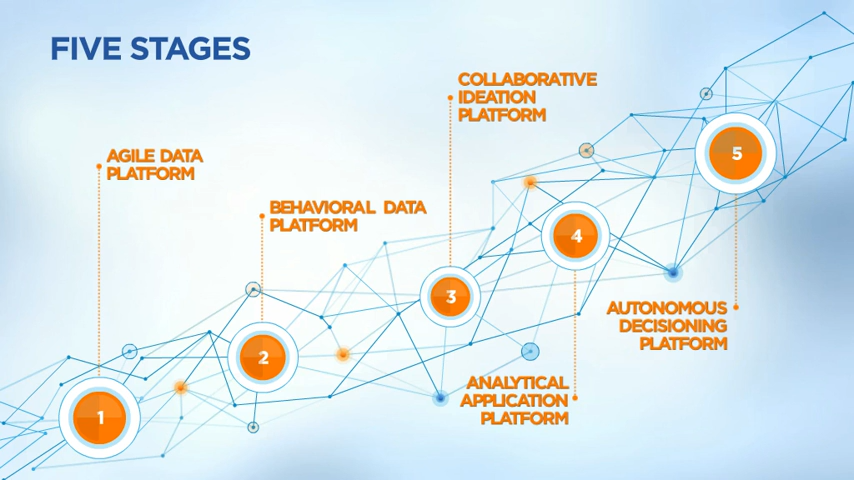 FIVE STAGES
AGILE DATA
PLATFORM
1
BEHAVIORAL DATA
PLATFORM
2
COLLABORATIVE
IDEATION
PLATFORM
3
4
ANALYTICAL
APPLICATION
PLATFORM
5
AUTONOMOUS
DECISIONING
PLATFORM